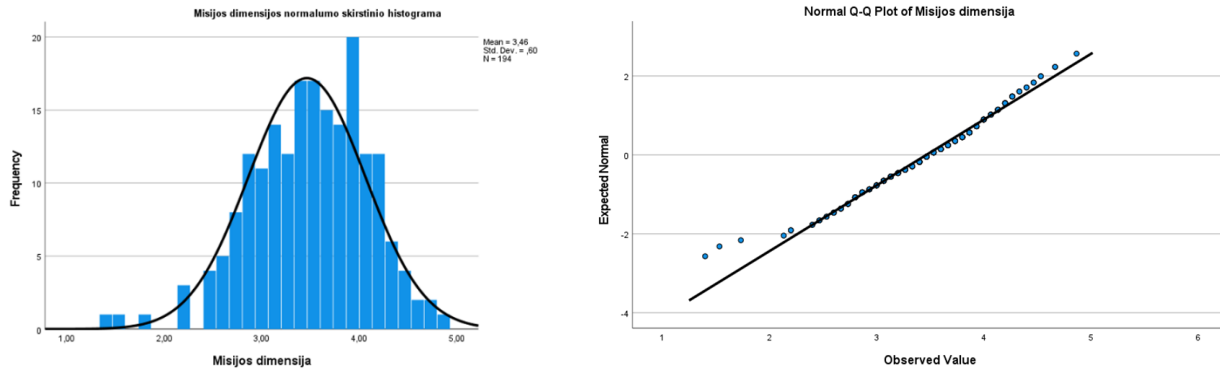 Misijos dimensijos normalumo skirstinio histograma
Mean = 3,46
Std. Dev. = ,60
N = 194
Frequency
20
15
10
5
0
1,00 2,00 3,00 4,00 5,00
Misijos dimensija
Normal Q-Q Plot of Misijos dimensija
Expected Normal
2
0
-2
-4
1 2 3 4 5 6
Observed Value